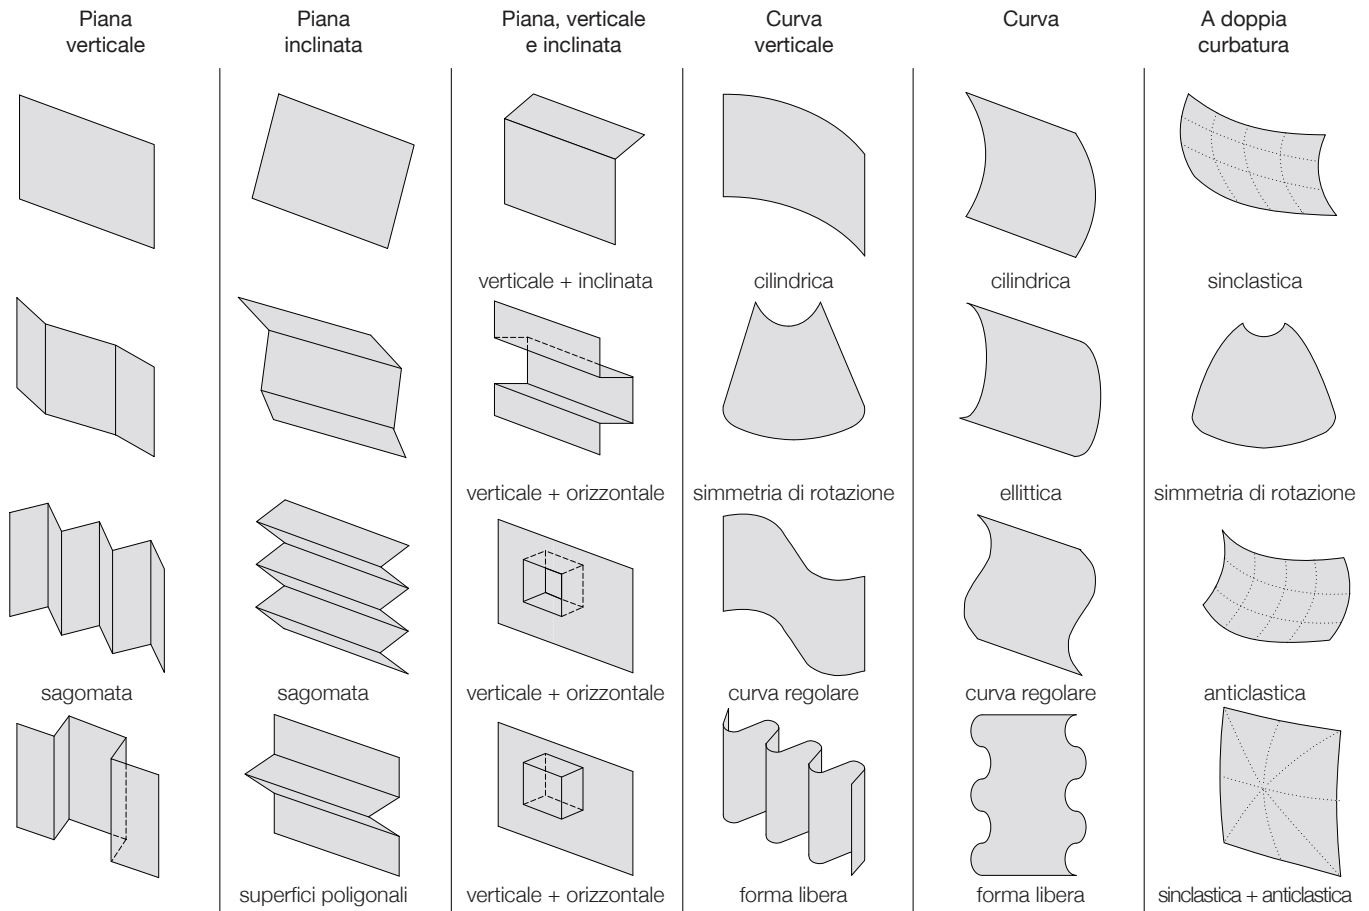 Piana
verticale
Piana
inclinata
Piana, verticale
e inclinata
Curva
verticale
Curva
A doppia
curbatura
verticale + inclinata
cilindrica
cilindrica
sinclastica
verticale + orizzontale
simmetria di rotazione
ellittica
simmetria di rotazione
sagomata
sagomata
verticale + orizzontale
curva regolare
curva regolare
anticlastica
superfici poligonali
verticale + orizzontale
forma libera
forma libera
sinclastica + anticlastica